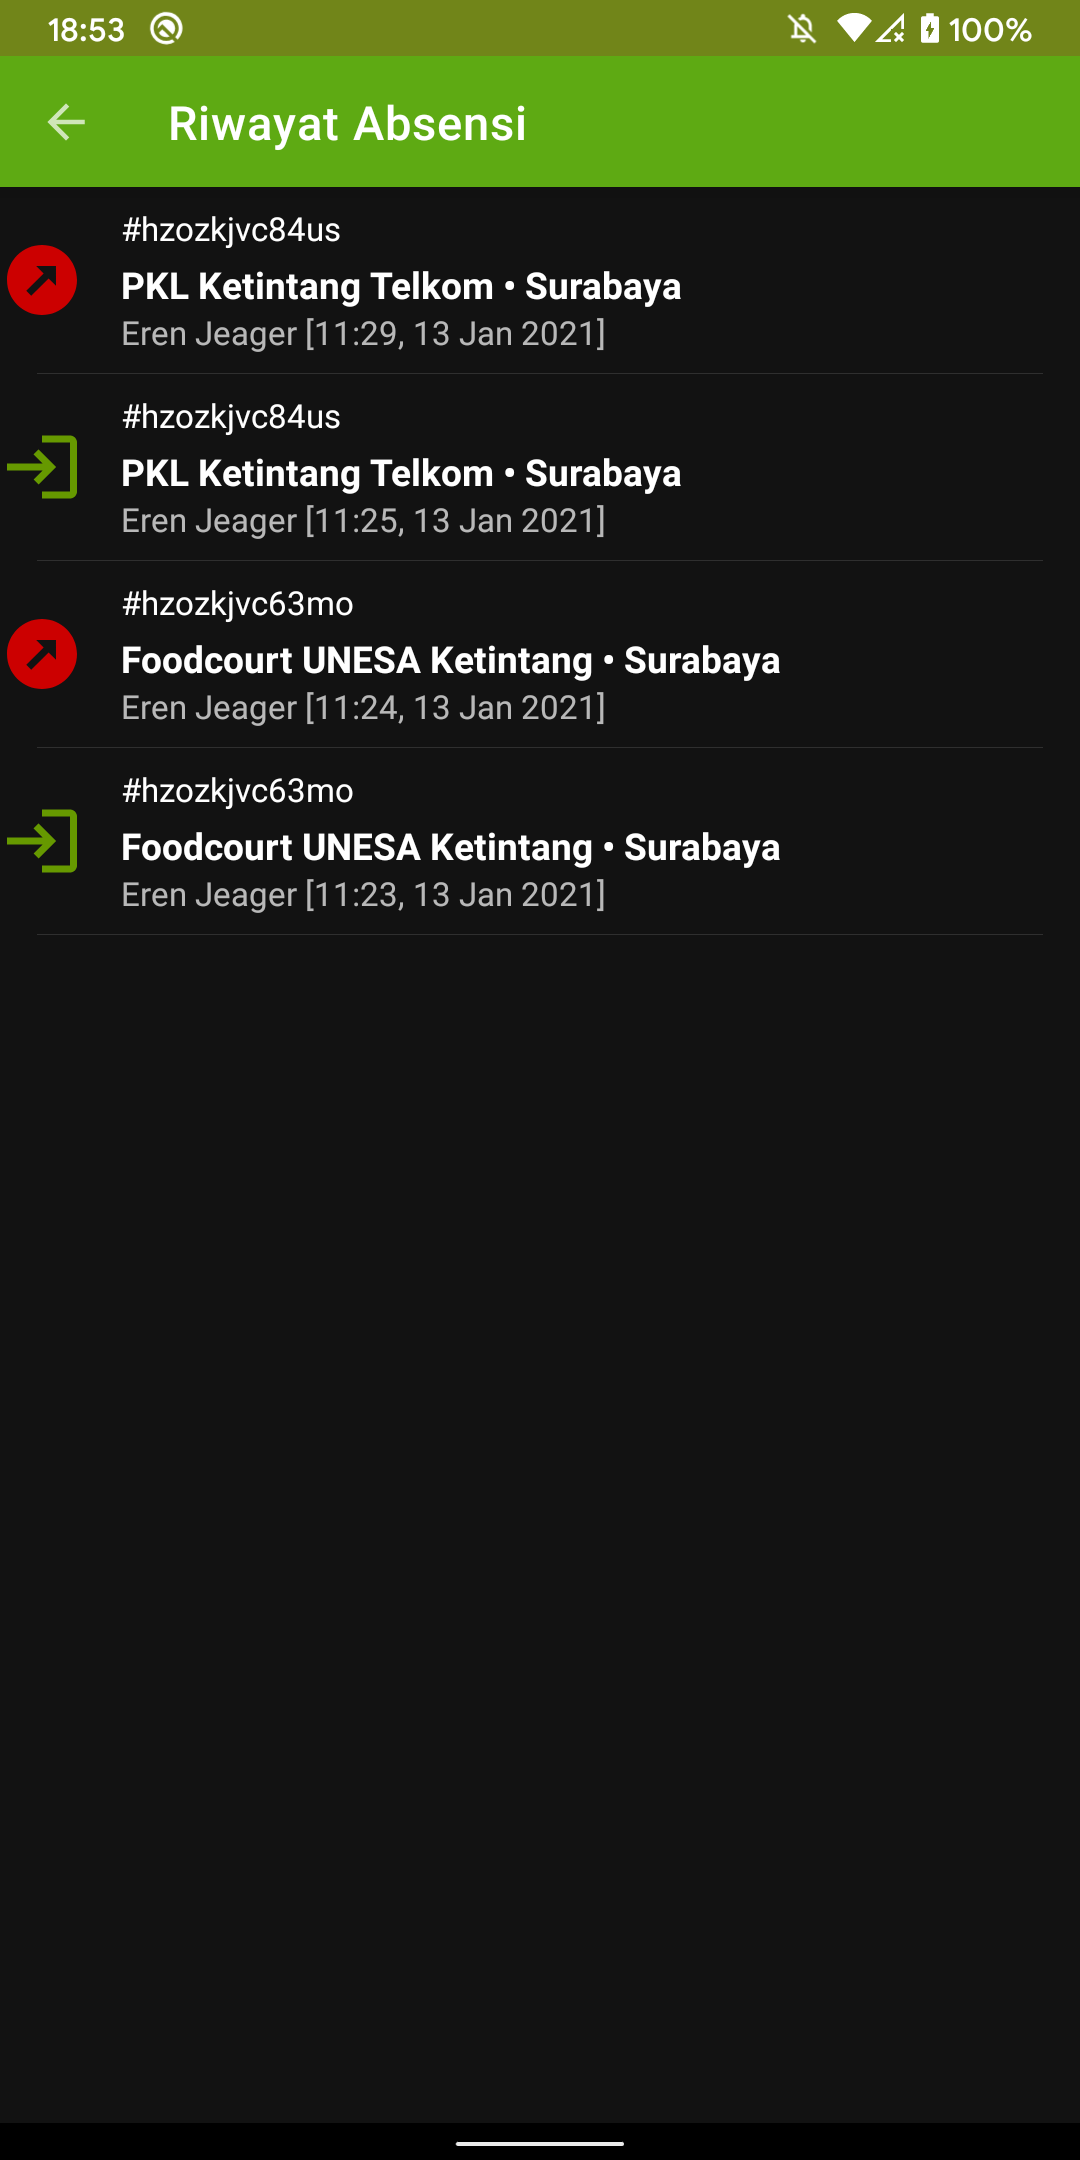 18:53
100%
Riwayat Absensi
#hzozkjvc84us
PKL Ketintang Telkom • Surabaya
Eren Jeager [11:29, 13 Jan 2021]
#hzozkjvc84us
PKL Ketintang Telkom • Surabaya
Eren Jeager [11:25, 13 Jan 2021]
#hzozkjvc63mo
Foodcourt UNESA Ketintang • Surabaya
Eren Jeager [11:24, 13 Jan 2021]
#hzozkjvc63mo
Foodcourt UNESA Ketintang • Surabaya
Eren Jeager [11:23, 13 Jan 2021]